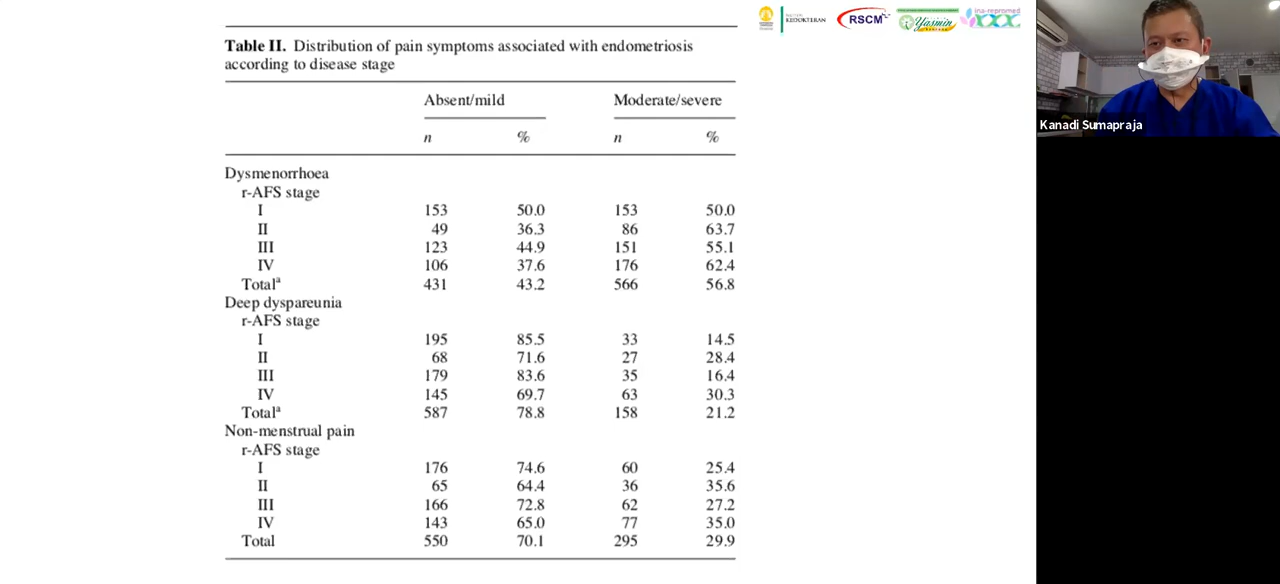 FAKULTAS
KEDOKTERAN
RSCM
Yasmin
ina-repromed
Table II. Distribution of pain symptoms associated with endometriosis
according to disease stage
Absent/mild Moderate/severe
n % n %
Dysmenorrhoea
r-AFS stage
I 153 50.0 153 50.0
II 49 36.3 86 63.7
III 123 44.9 151 55.1
IV 106 37.6 176 62.4
Totalª 431 43.2 566 56.8
Deep dyspareunia
r-AFS stage
I 195 85.5 33 14.5
II 68 71.6 27 28.4
III 179 83.6 35 16.4
IV 145 69.7 63 30.3
Totalª 587 78.8 158 21.2
Non-menstrual pain
r-AFS stage
I 176 74.6 60 25.4
II 65 64.4 36 35.6
III 166 72.8 62 27.2
IV 143 65.0 77 35.0
Total 550 70.1 295 29.9
Kanadi Sumapraja